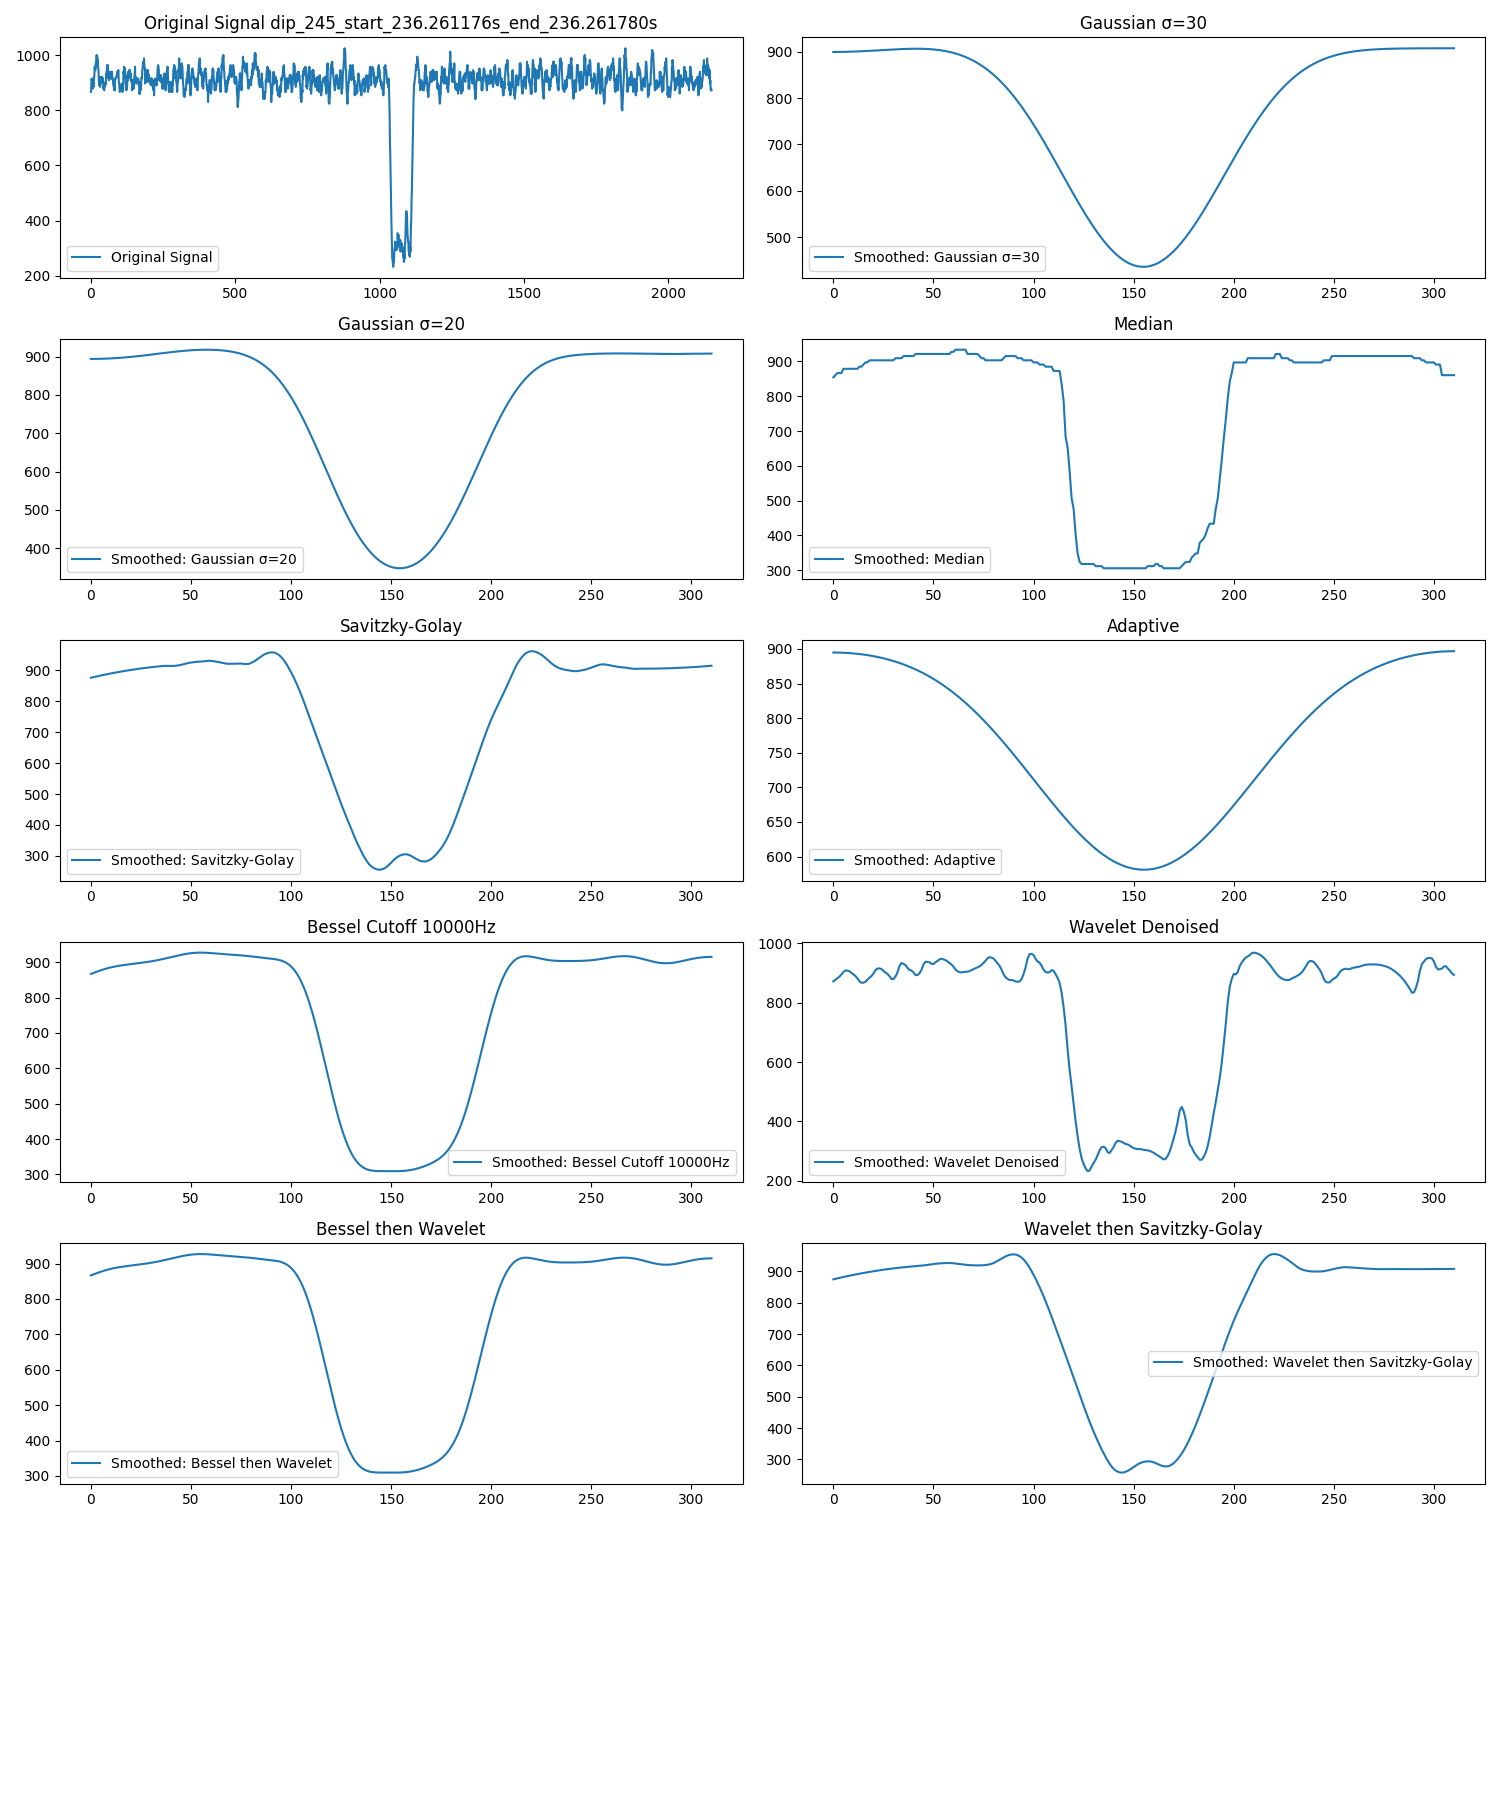 Original Signal dip_245_start_236.261176s_end_236.261780s
1000
800
600
400
200
Original Signal
0 500 1000 1500 2000
Gaussian σ=30
900
800
700
600
500
Smoothed: Gaussian σ=30
0 50 100 150 200 250 300
Gaussian σ=20
900
800
700
600
500
400
Smoothed: Gaussian σ=20
0 50 100 150 200 250 300
Median
900
800
700
600
500
400
300
Smoothed: Median
0 50 100 150 200 250 300
Savitzky-Golay
900
800
700
600
500
400
300
Smoothed: Savitzky-Golay
0 50 100 150 200 250 300
Adaptive
900
850
800
750
700
650
600
Smoothed: Adaptive
0 50 100 150 200 250 300
Bessel Cutoff 10000Hz
900
800
700
600
500
400
300
Smoothed: Bessel Cutoff 10000Hz
0 50 100 150 200 250 300
Wavelet Denoised
1000
800
600
400
200
Smoothed: Wavelet Denoised
0 50 100 150 200 250 300
Bessel then Wavelet
900
800
700
600
500
400
300
Smoothed: Bessel then Wavelet
0 50 100 150 200 250 300
Wavelet then Savitzky-Golay
900
800
700
600
500
400
300
Smoothed: Wavelet then Savitzky-Golay
0 50 100 150 200 250 300